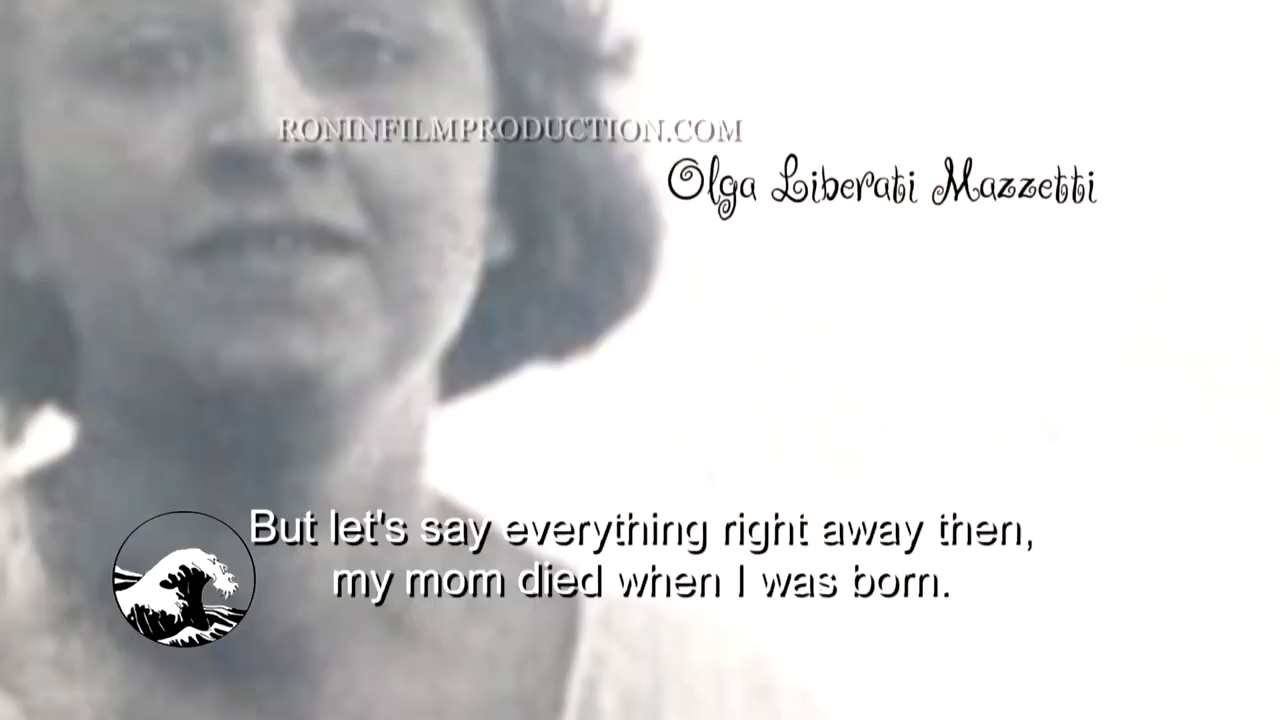 RONINFILMPRODUCTION.COM
Olga Liberati Mazzetti
But let's say everything right away then,
my mom died when I was born.